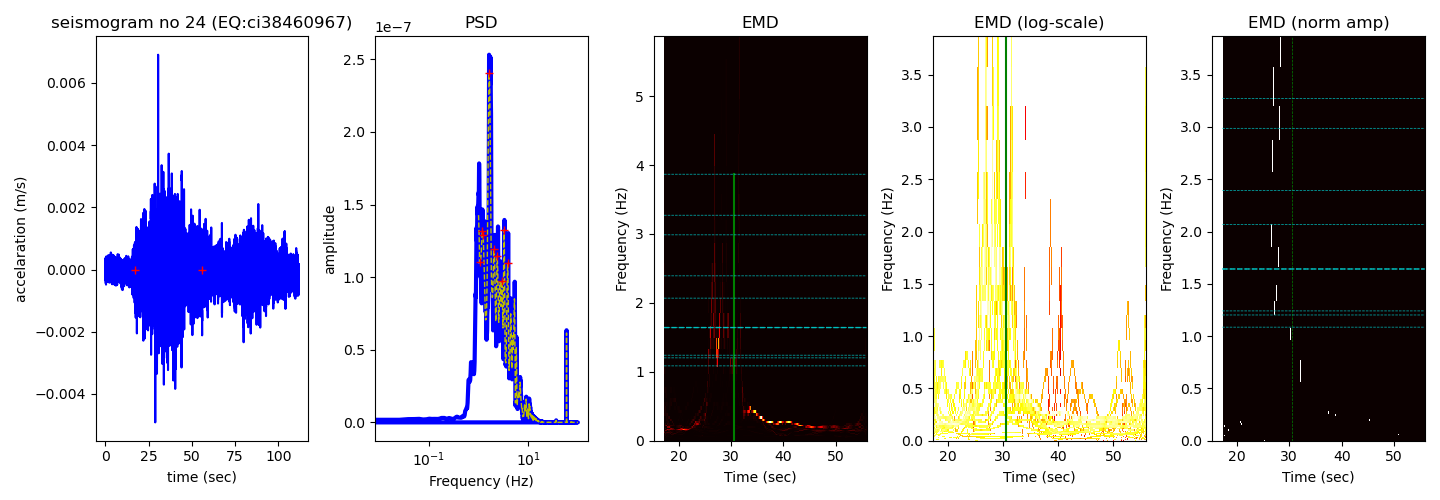 seismogram no 24 (EQ:ci38460967)
accelaration (m/s)
0.006
0.004
0.002
0.000
−0.002
−0.004
0 25 50 75 100
time (sec)
PSD
1e−7
amplitude
2.5
2.0
1.5
1.0
0.5
0.0
10⁻¹ 10¹
Frequency (Hz)
EMD
Frequency (Hz)
5
4
3
2
1
0
20 30 40 50
Time (sec)
EMD (log-scale)
Frequency (Hz)
3.5
3.0
2.5
2.0
1.5
1.0
0.5
0.0
20 30 40 50
Time (sec)
EMD (norm amp)
Frequency (Hz)
3.5
3.0
2.5
2.0
1.5
1.0
0.5
0.0
20 30 40 50
Time (sec)